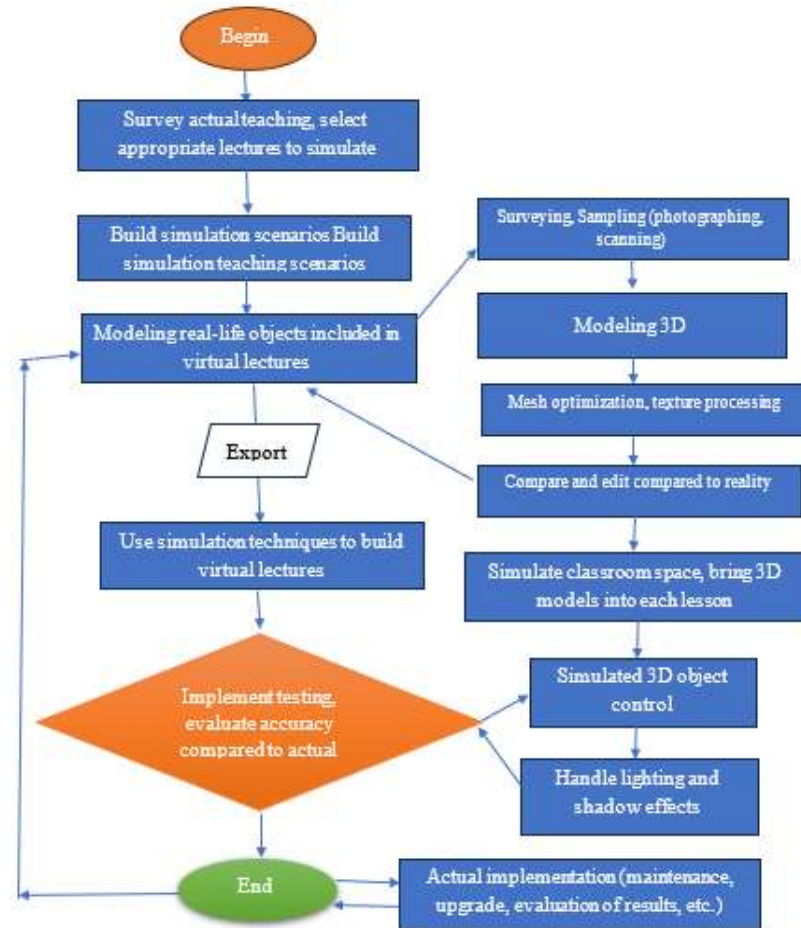 Begin
Survey actual teaching, select
appropriate lectures to simulate
Build simulation scenarios Build
simulation teaching scenarios
Modeling real-life objects included in
virtual lectures
Export
Use simulation techniques to build
virtual lectures
Implement testing,
evaluate accuracy
compared to actual
End
Surveying, Sampling (photographing,
scanning)
Modeling 3D
Mesh optimization, texture processing
Compare and edit compared to reality
Simulate classroom space, bring 3D
models into each lesson
Simulated 3D object
control
Handle lighting and
shadow effects
Actual implementation (maintenance,
upgrade, evaluation of results, etc.)